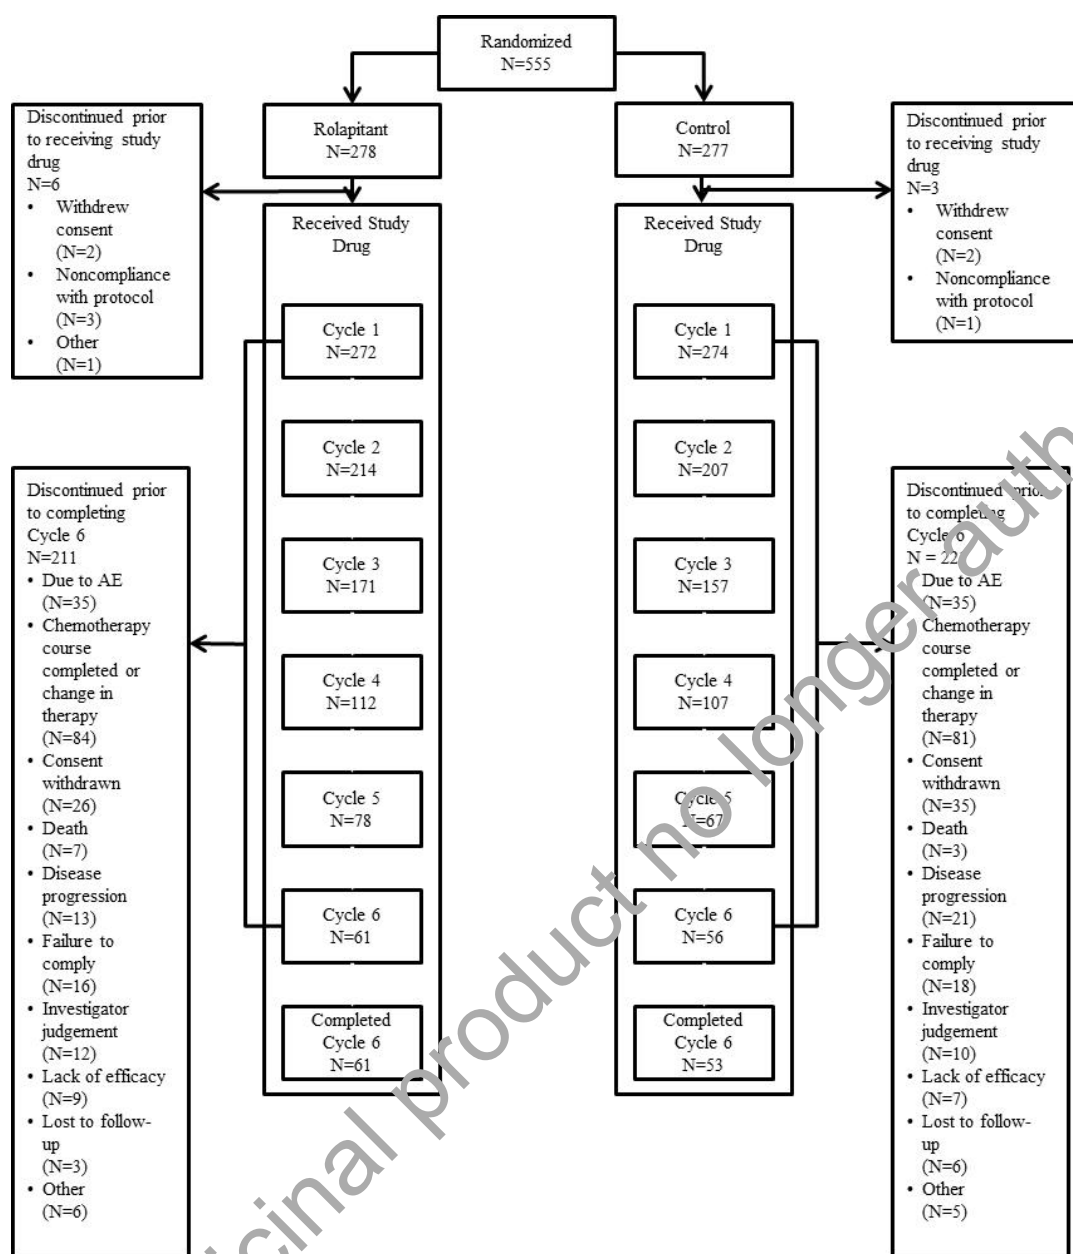 Randomized
N=555
Rolapitant
N=278
Control
N=277
Discontinued prior
to receiving study
drug
N=6
• Withdrew
consent
(N=2)
• Noncompliance
with protocol
(N=3)
• Other
(N=1)
Discontinued prior
to receiving study
drug
N=3
• Withdrew
consent
(N=2)
• Noncompliance
with protocol
(N=1)
Received Study
Drug
Cycle 1
N=272
Cycle 2
N=214
Cycle 3
N=171
Cycle 4
N=112
Cycle 5
N=78
Cycle 6
N=61
Completed
Cycle 6
N=61
Received Study
Drug
Cycle 1
N=274
Cycle 2
N=207
Cycle 3
N=157
Cycle 4
N=107
Cycle 5
N=67
Cycle 6
N=56
Completed
Cycle 6
N=53
Discontinued prior
to completing
Cycle 6
N=211
• Due to AE
(N=35)
• Chemotherapy
course
completed or
change in
therapy
(N=84)
• Consent
withdrawn
(N=26)
• Death
(N=7)
• Disease
progression
(N=13)
• Failure to
comply
(N=16)
• Investigator
judgement
(N=12)
• Lack of efficacy
(N=9)
• Lost to follow-
up
(N=3)
• Other
(N=6)
Discontinued prior
to completing
Cycle 6
N =
Due to AE
(N=35)
Chemotherapy
course
completed or
change in
therapy
(N=81)
• Consent
withdrawn
(N=35)
• Death
(N=3)
• Disease
progression
(N=21)
• Failure to
comply
(N=18)
• Investigator
judgement
(N=10)
• Lack of efficacy
(N=7)
• Lost to follow-
up
(N=6)
• Other
(N=5)
product no longer